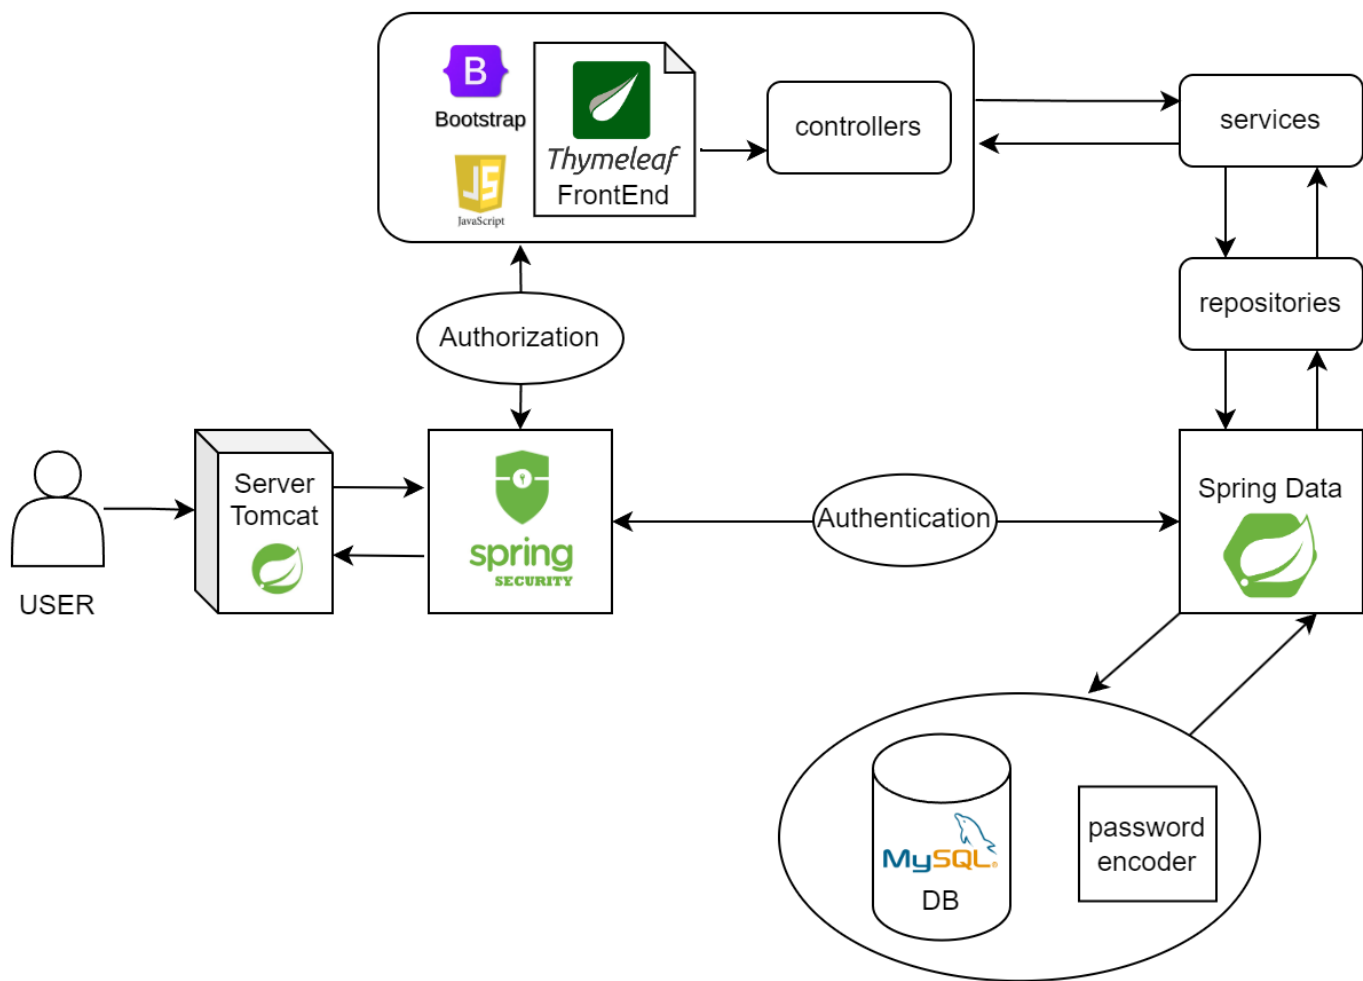 B
Bootstrap
JS
JavaScript
Thymeleaf
FrontEnd
controllers
services
repositories
Authorization
Server
Tomcat
spring
SECURITY
Authentication
Spring Data
USER
MySQL®
DB
password
encoder